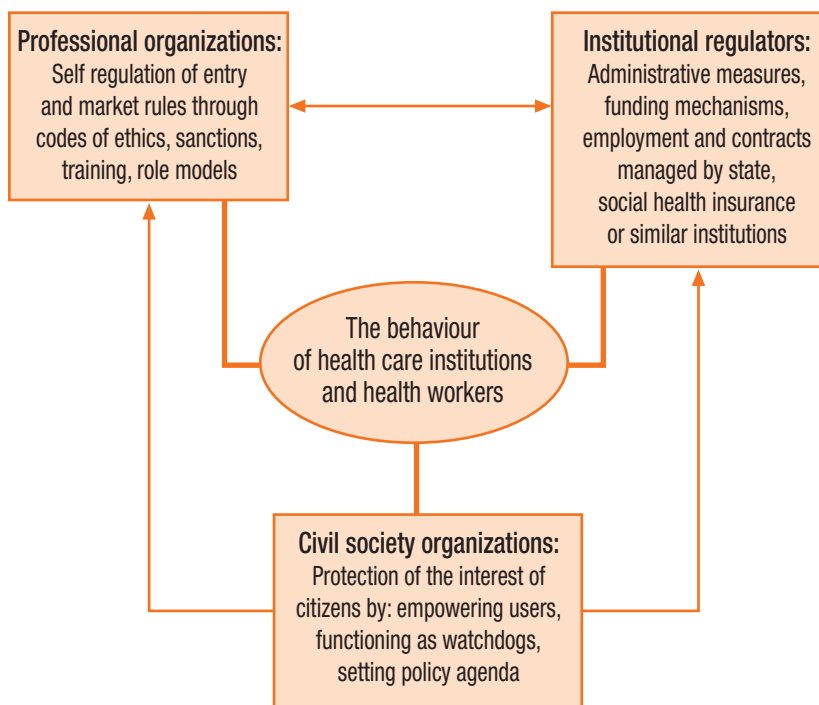 Professional organizations:
Self regulation of entry
and market rules through
codes of ethics, sanctions,
training, role models
Institutional regulators:
Administrative measures,
funding mechanisms,
employment and contracts
managed by state,
social health insurance
or similar institutions
The behaviour
of health care institutions
and health workers
Civil society organizations:
Protection of the interest of
citizens by: empowering users,
functioning as watchdogs,
setting policy agenda